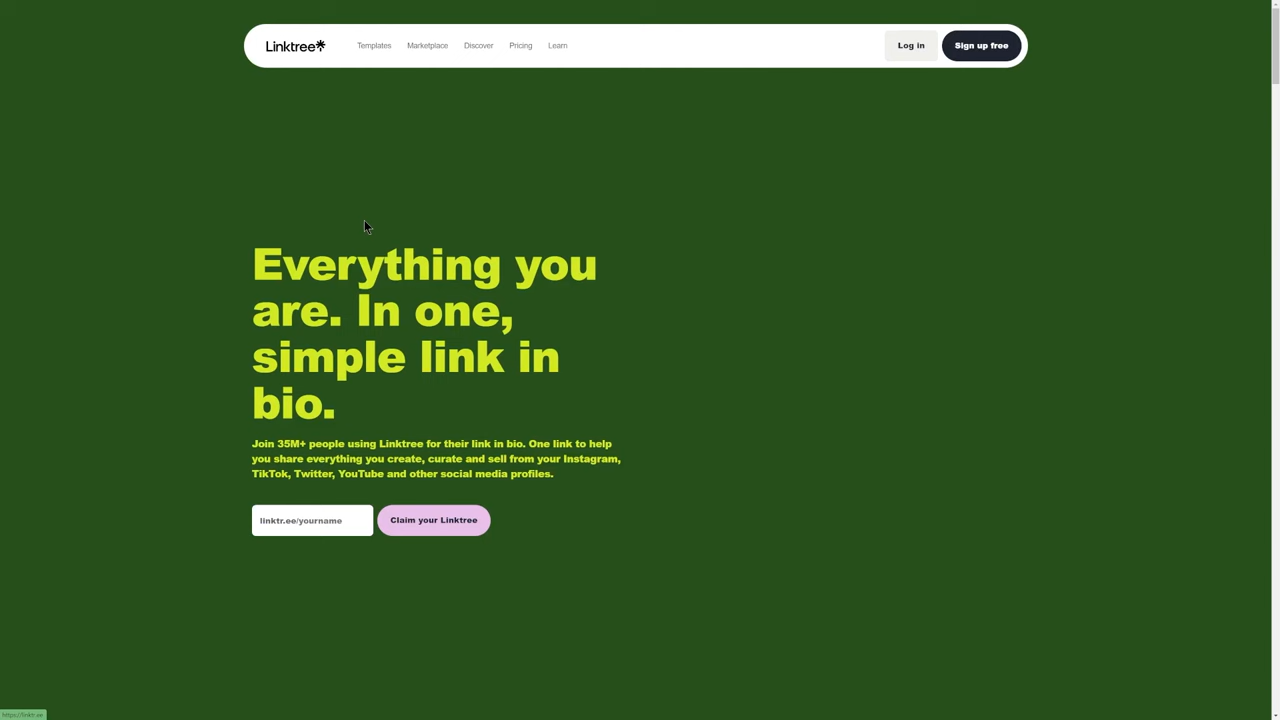 Linktree
Templates
Marketplace
Discover
Pricing
Learn
Log in
Sign up free
Everything you
are. In one,
simple link in
bio.
Join 35M+ people using Linktree for their link in bio. One link to help
you share everything you create, curate and sell from your Instagram,
TikTok, Twitter, YouTube and other social media profiles.
linktr.ee/yourname
Claim your Linktree
https://linktr.ee